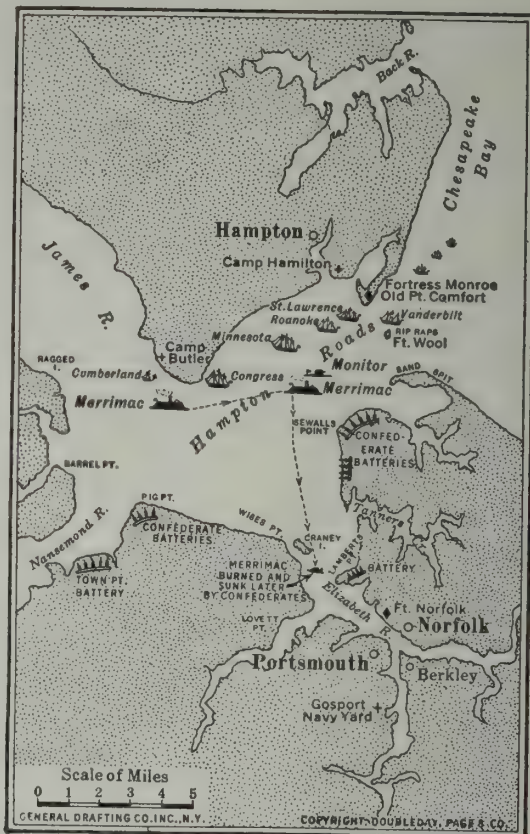 Back R.
Chesapeake
Bay
Hampton
Camp Hamilton
James R.
Fortress Monroe
Old Pt. Comfort
St. Lawrence
Roanoke
Vanderbilt
Minnesota
RIP RAPS
Ft. Wool
Roads
Camp
Butler
RAGGED
I.
Cumberland
Congress
Monitor
Merrimac
Merrimac
SAND SPIT
Hampton
SEWALLS
POINT
CONFED-
ERATE
BATTERIES
BARREL PT.
PIG PT.
CONFEDERATE
BATTERIES
WISES PT.
Tanners
Nansemond R.
CRANEY
I.
LAMBERTS
PT.
TOWN PT.
BATTERY
MERRIMAC
BURNED AND
SUNK LATER
BY CONFEDERATES
BATTERY
Elizabeth R.
Ft. Norfolk
Norfolk
LOVETT
PT.
Portsmouth
Berkley
Gosport
Navy Yard
Scale of Miles
0 1 2 3 4 5
GENERAL DRAFTING CO. INC., N.Y.
COPYRIGHT: DOUBLEDAY, PAGE & CO.